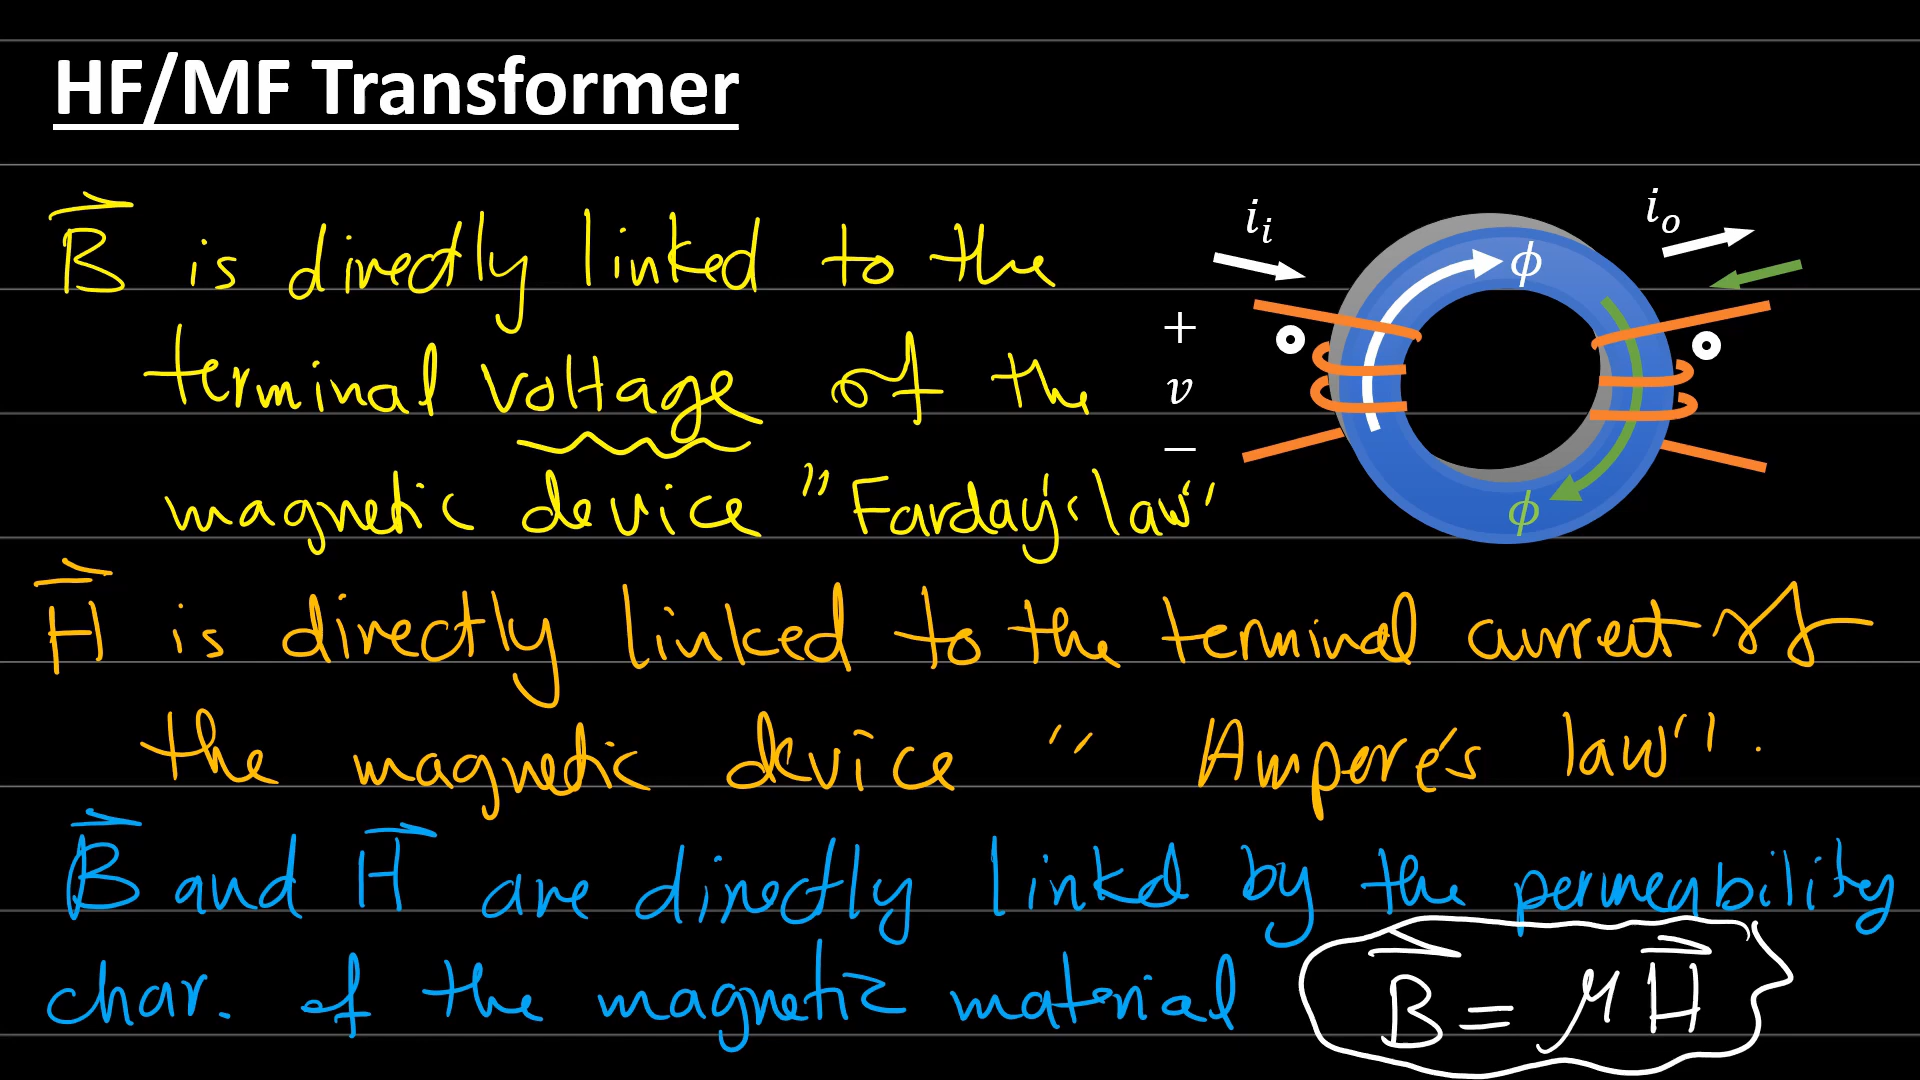 HF/MF Transformer
B⃗ is directly linked to the
terminal voltage of the
magnetic device " "Farday's law"
H⃗ is directly linked to the terminal current of
the magnetic device " Ampere's law" .
B⃗ and H⃗ are directly linked by the permeability
char. of the magnetic material
B⃗ = μ H⃗
i_i
i_o
ϕ
+
v
−
ϕ